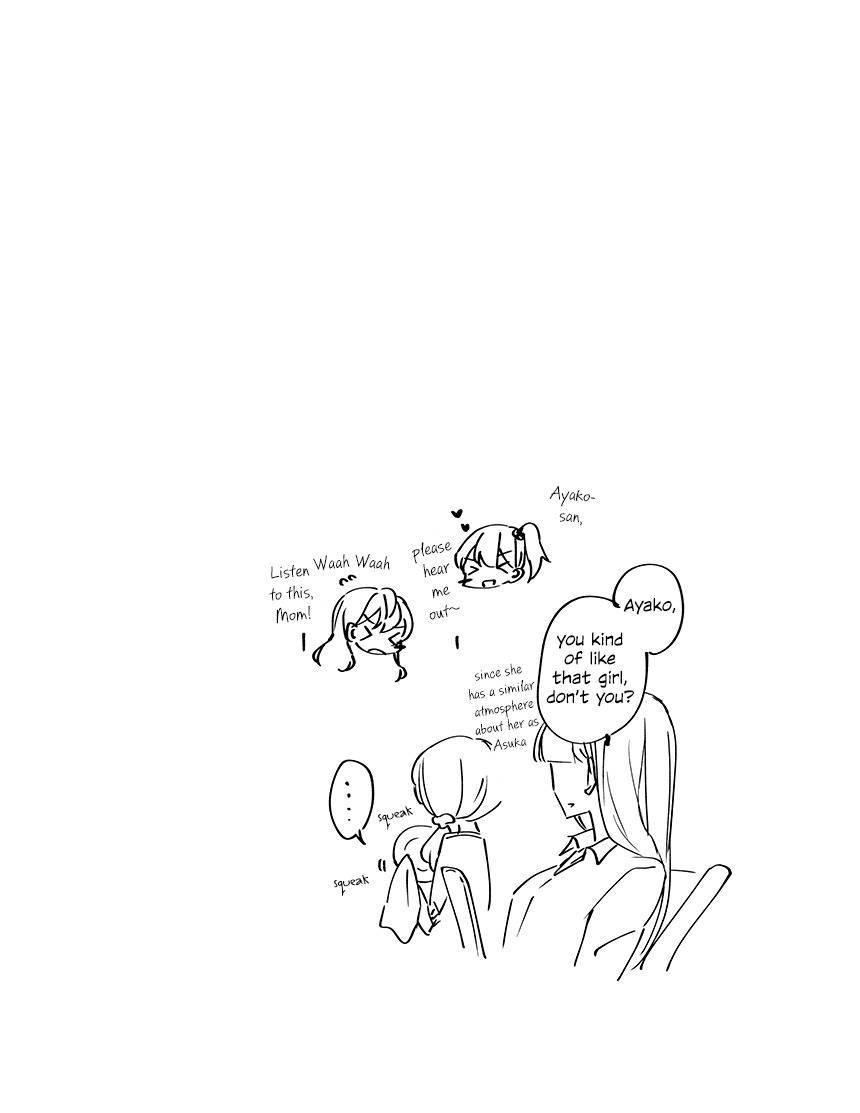 Ayako-
san,
please
hear
me
out~
Waah Waah
Listen
to this,
Mom!
Ayako,
you kind
of like
that girl,
don't you?
since she
has a similar
atmosphere
about her as
Asuka
....
squeak
squeak